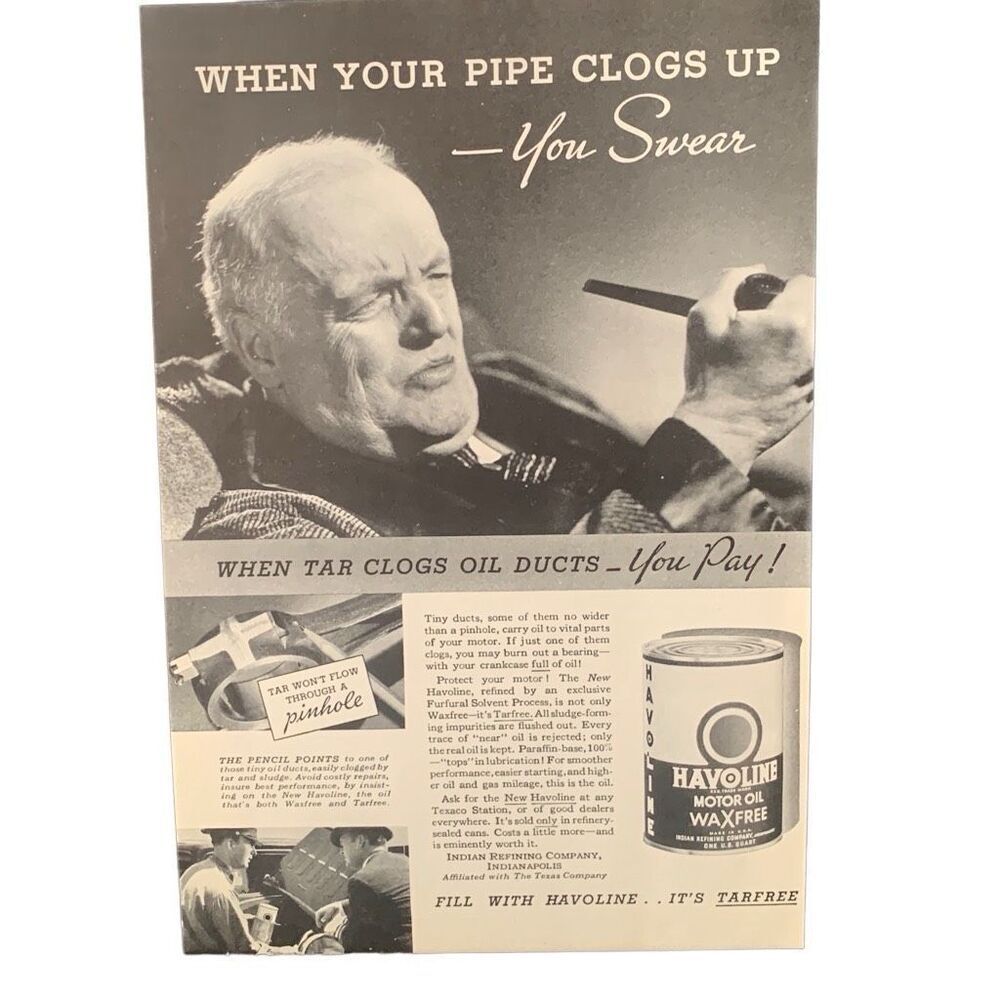 WHEN YOUR PIPE CLOGS UP
—You Swear
WHEN TAR CLOGS OIL DUCTS—You Pay!
TAR WON'T FLOW
THROUGH A
pinhole
THE PENCIL POINTS to one of
those tiny oil ducts, easily clogged by
tar and sludge. Avoid costly repairs,
insure best performance, by insist-
ing on the New Havoline, the oil
that's both Waxfree and Tarfree.
Tiny ducts, some of them no wider
than a pinhole, carry oil to vital parts
of your motor. If just one of them
clogs, you may burn out a bearing—
with your crankcase full of oil!
Protect your motor! The New
Havoline, refined by an exclusive
Furfural Solvent Process, is not only
Waxfree—it's Tarfree. All sludge-form-
ing impurities are flushed out. Every
trace of "near" oil is rejected; only
the real oil is kept. Paraffin-base, 100%
—"tops" in lubrication! For smoother
performance, easier starting, and high-
er oil and gas mileage, this is the oil.
Ask for the New Havoline at any
Texaco Station, or of good dealers
everywhere. It's sold only in refinery-
sealed cans. Costs a little more—and
is eminently worth it.
INDIAN REFINING COMPANY,
INDIANAPOLIS
Affiliated with The Texas Company
HAVOLINE
HAVOLINE
REG. TRADE MARK
MOTOR OIL
WAXFREE
MADE IN U.S.A.
INDIAN REFINING COMPANY,
ONE U.S. QUART
FILL WITH HAVOLINE . . IT'S TARFREE